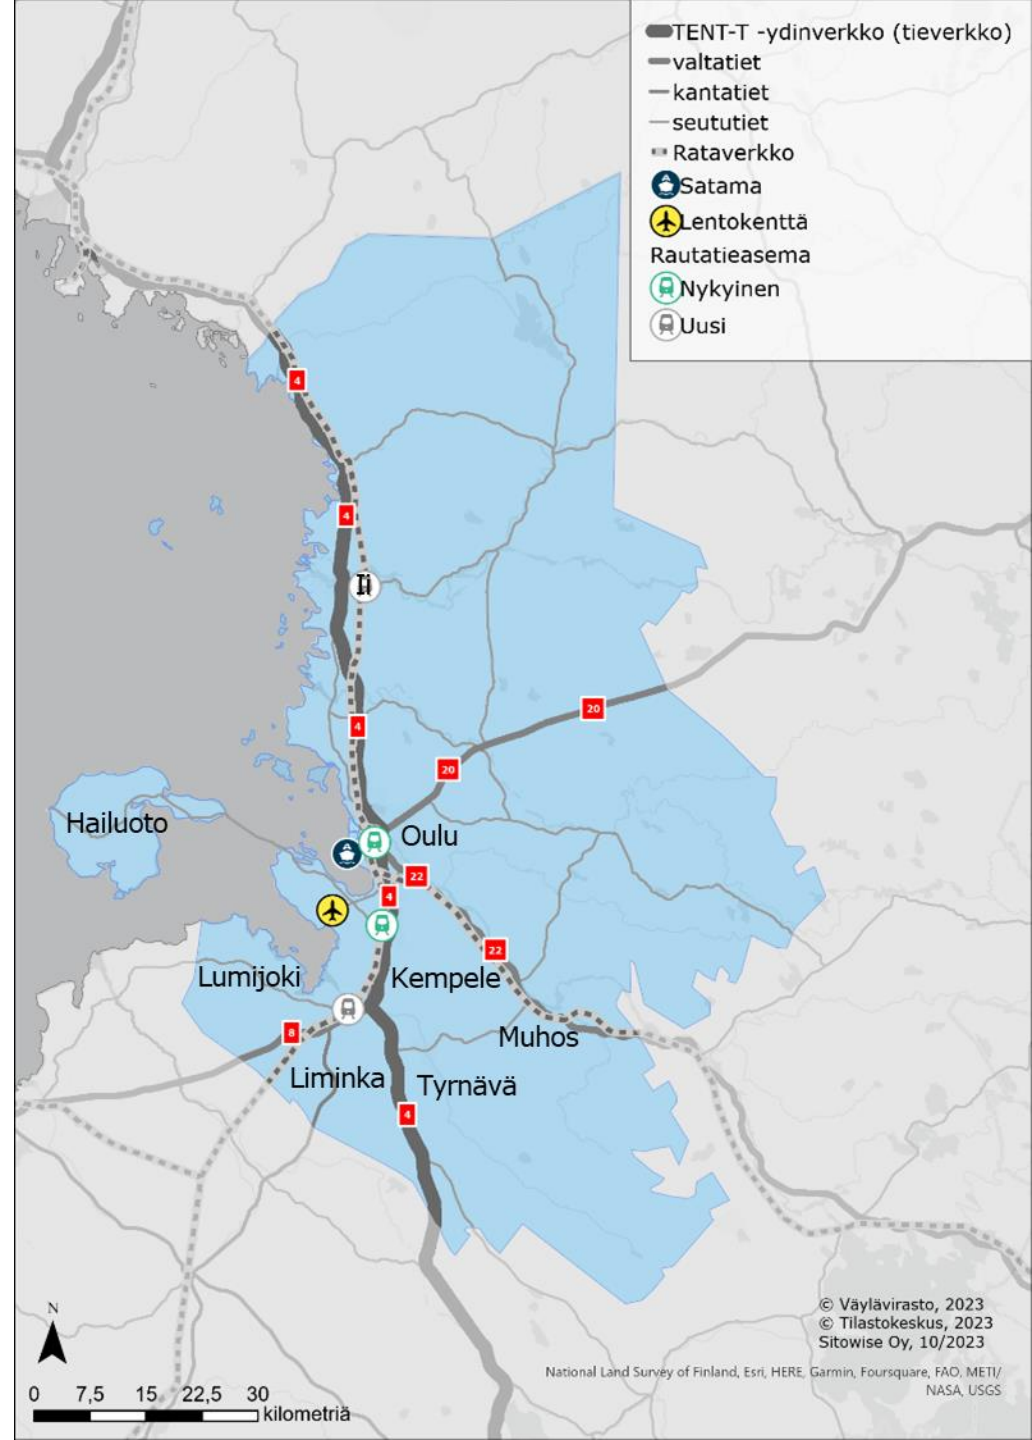 TENT-T -ydinverkko (tieverkko)
valtatiet
kantatiet
seututiet
Rataverkko
Satama
Lentokenttä
Rautatieasema
Nykyinen
Uusi
4
4
Ii
20
4
20
Hailuoto
Oulu
22
4
22
Lumijoki
Kempele
8
Muhos
Liminka
Tyrnävä
4
© Väylävirasto, 2023
© Tilastokeskus, 2023
Sitowise Oy, 10/2023
N
National Land Survey of Finland, Esri, HERE, Garmin, Foursquare, FAO, METI/
NASA, USGS
0 7,5 15 22,5 30
kilometriä